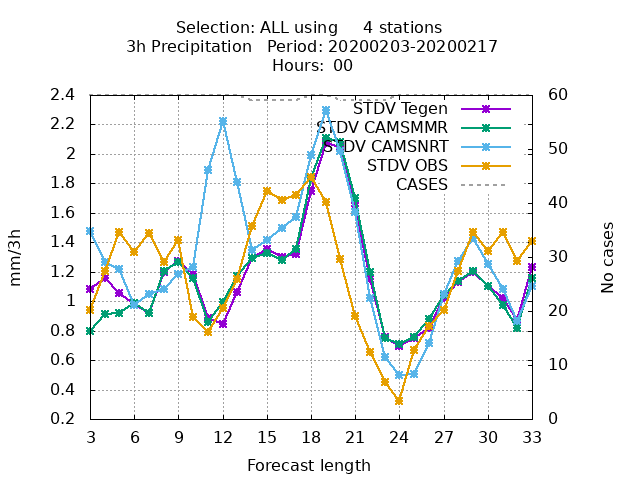 Selection: ALL using     4 stations
3h Precipitation   Period: 20200203-20200217
Hours:  00
2.4
2.2
2
1.8
1.6
1.4
1.2
1
0.8
0.6
0.4
0.2
mm/3h
STDV Tegen
STDV CAMSMMR
STDV CAMSNRT
STDV OBS
CASES
60
50
40
30
20
10
0
No cases
3 6 9 12 15 18 21 24 27 30 33
Forecast length